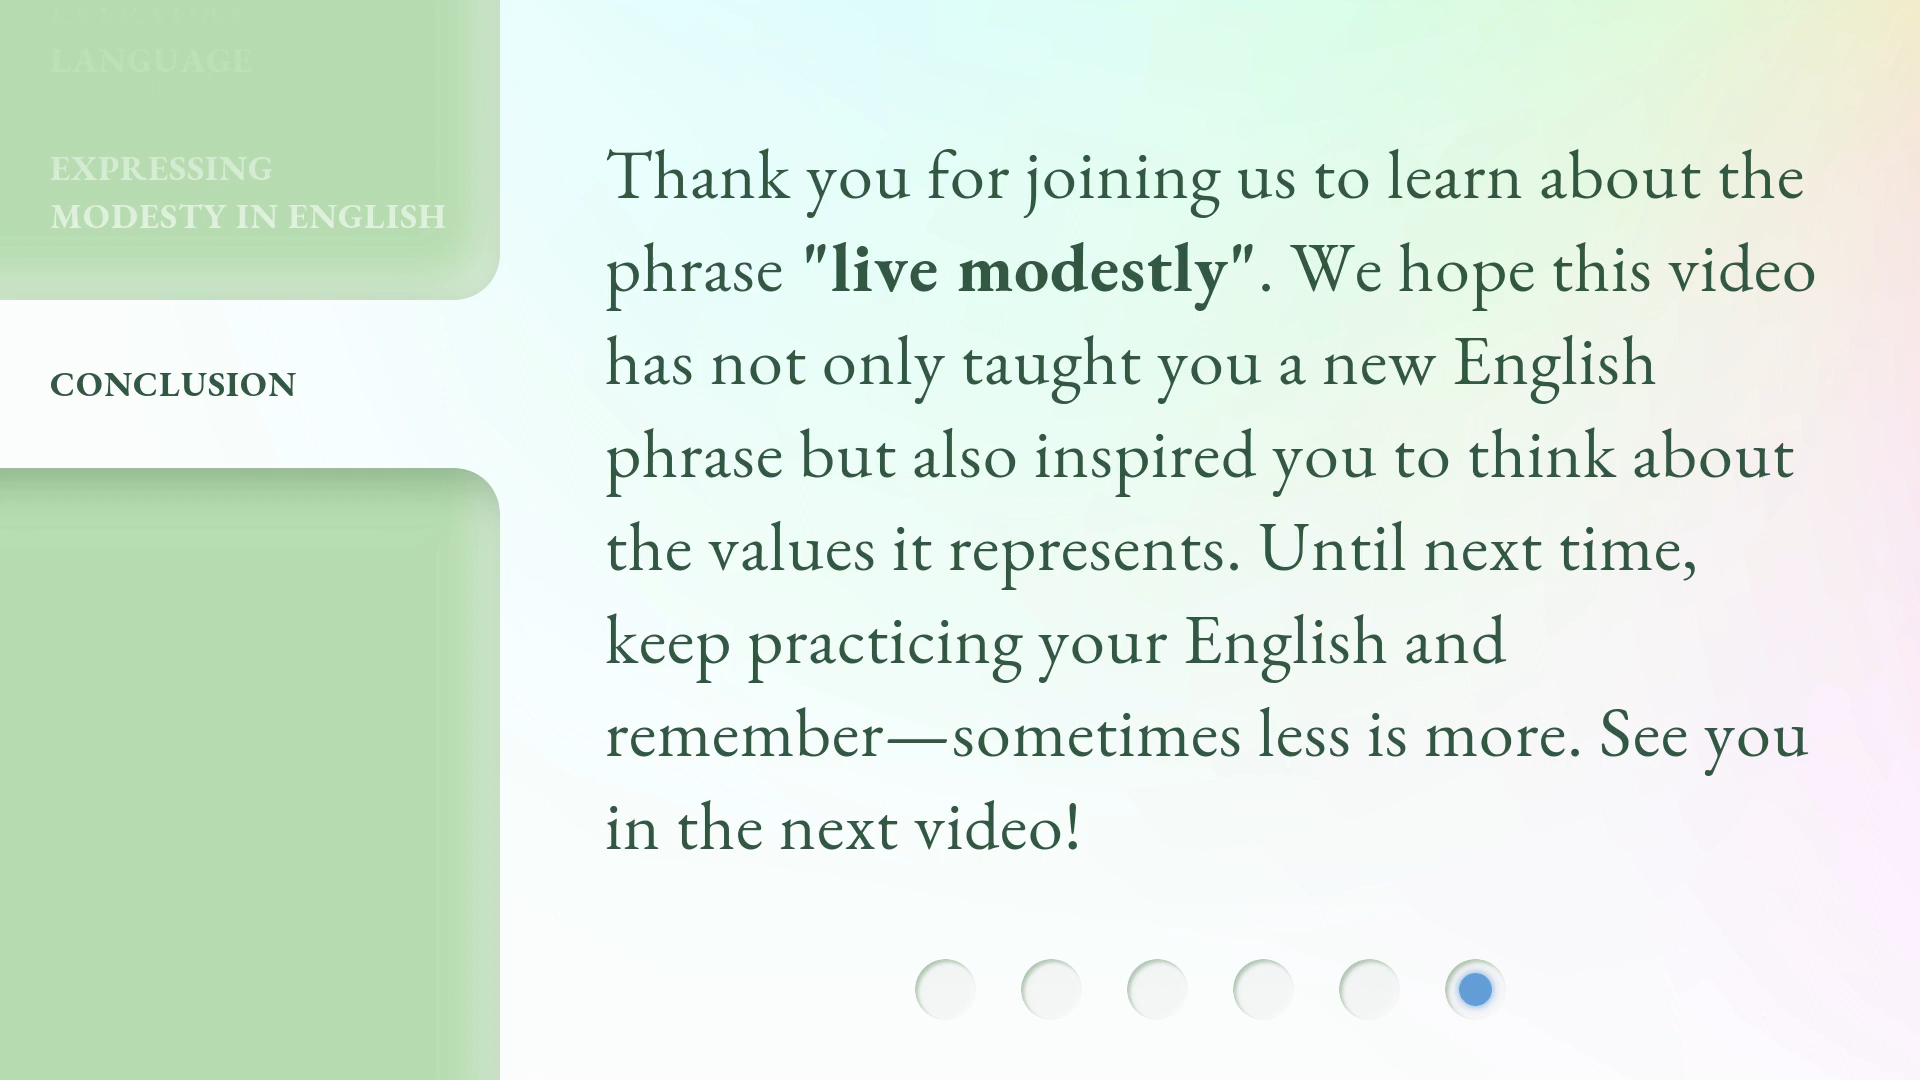 LANGUAGE
EXPRESSING
MODESTY IN ENGLISH
CONCLUSION
Thank you for joining us to learn about the
phrase "live modestly". We hope this video
has not only taught you a new English
phrase but also inspired you to think about
the values it represents. Until next time,
keep practicing your English and
remember—sometimes less is more. See you
in the next video!